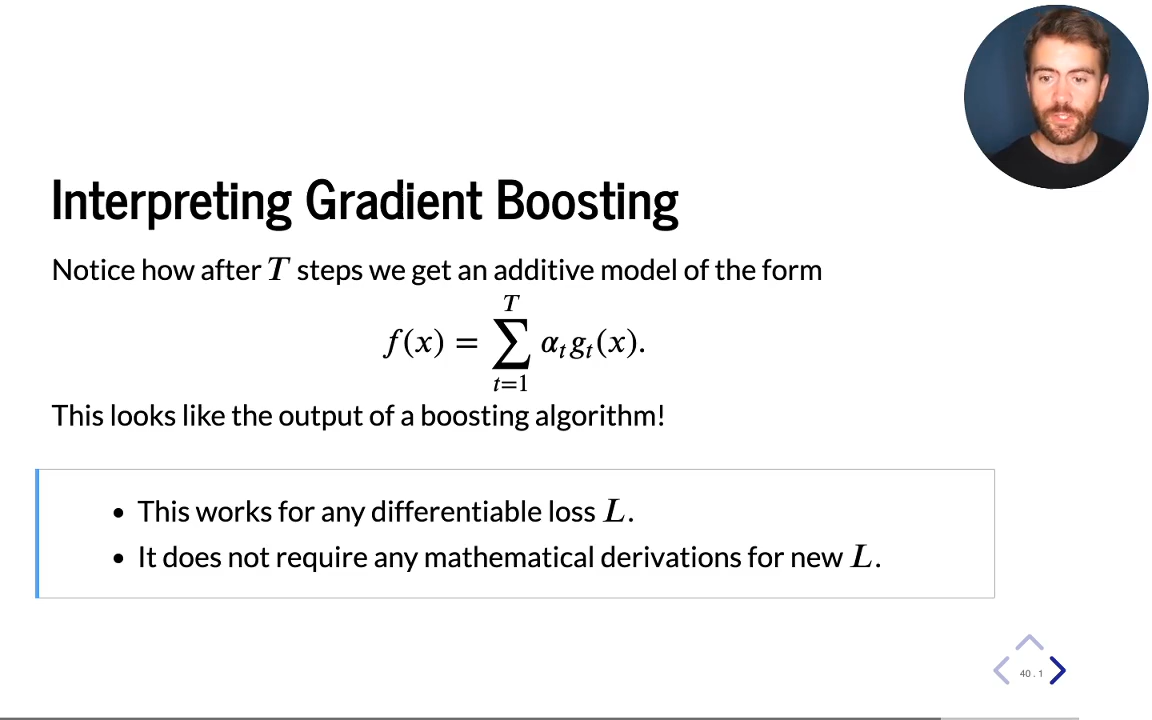 Interpreting Gradient Boosting
Notice how after T steps we get an additive model of the form
f(x) = ∑_{t=1}^{T} α_t g_t(x).
This looks like the output of a boosting algorithm!
• This works for any differentiable loss L.
• It does not require any mathematical derivations for new L.
40 . 1